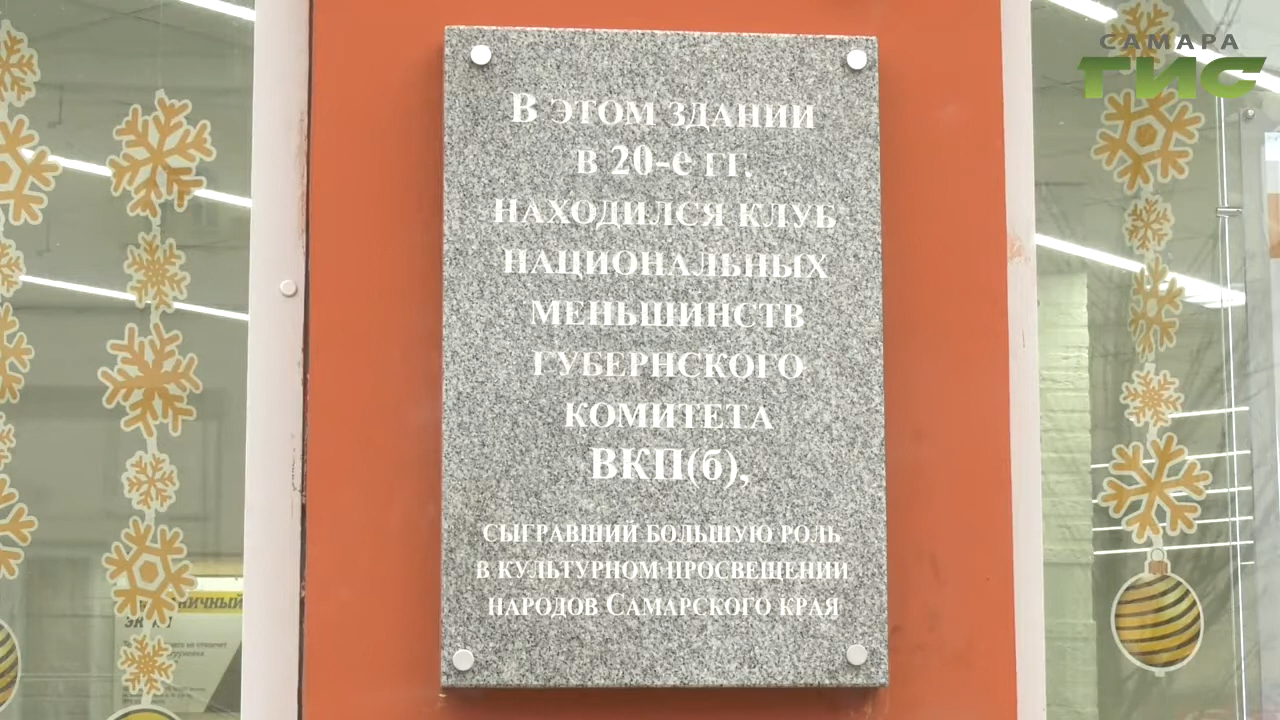 САМАРА
ГИС
В ЭТОМ ЗДАНИИ
В 20-е ГГ.
НАХОДИЛСЯ КЛУБ
НАЦИОНАЛЬНЫХ
МЕНЬШИНСТВ
ГУБЕРНСКОГО
КОМИТЕТА
ВКП(б),
СЫГРАВШИЙ БОЛЬШУЮ РОЛЬ
В КУЛЬТУРНОМ ПРОСВЕЩЕНИИ
НАРОДОВ САМАРСКОГО КРАЯ